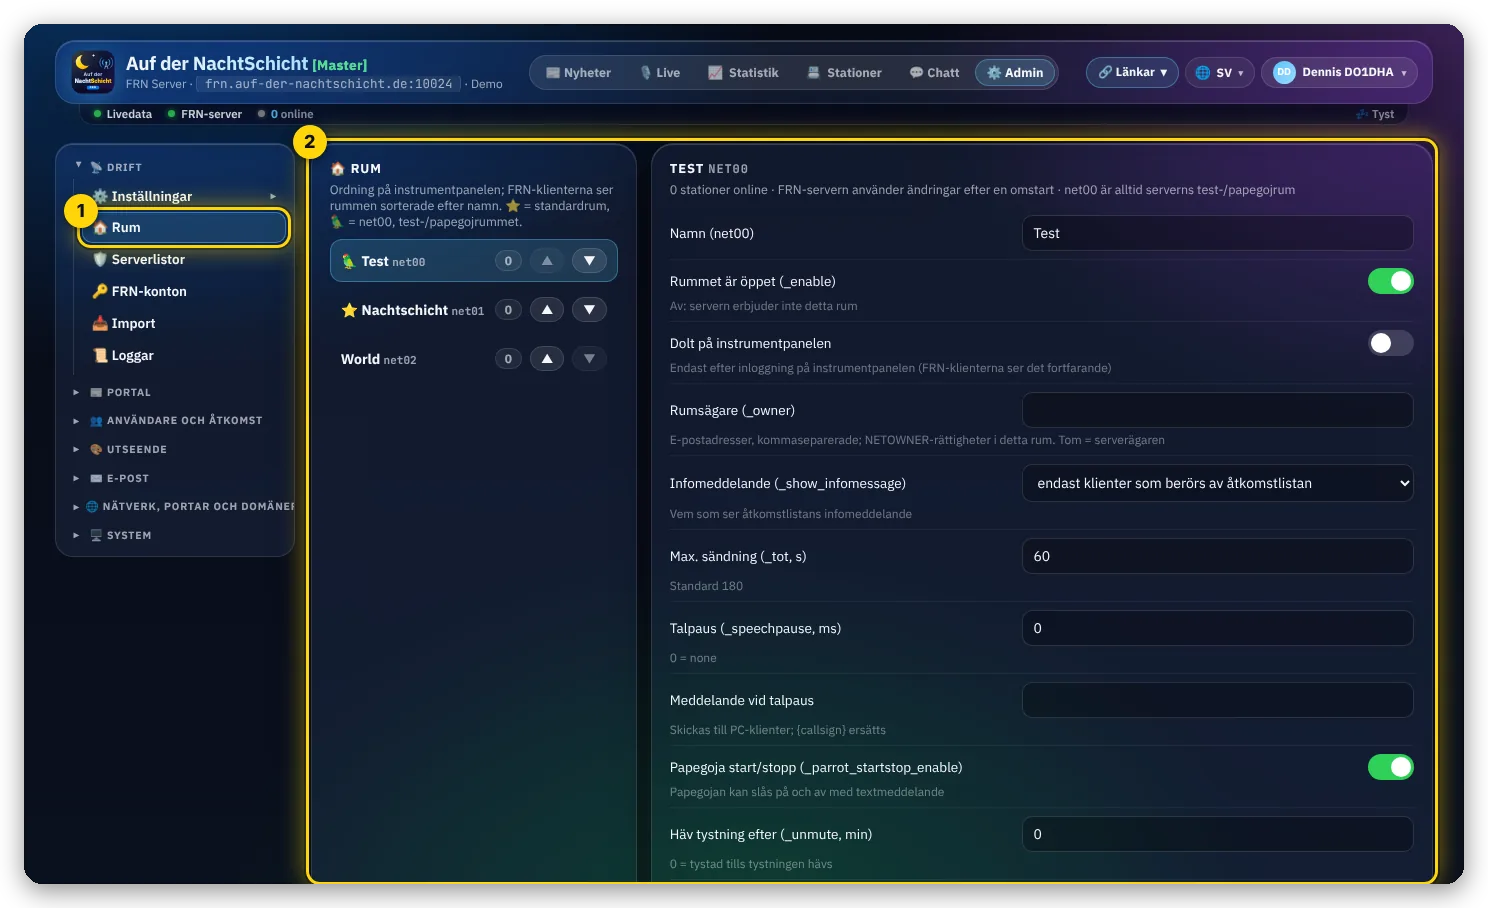 Auf der NachtSchicht [Master]
FRN Server · frn.auf-der-nachtschicht.de:10024 · Demo
Nyheter
Live
Statistik
Stationer
Chatt
Admin
Länkar ▾
SV ▾
DD Dennis DO1DHA ▾
Livedata
FRN-server
0 online
Tyst
DRIFT
Inställningar
1
Rum
Serverlistor
FRN-konton
Import
Loggar
PORTAL
ANVÄNDARE OCH ÅTKOMST
UTSEENDE
E-POST
NÄTVERK, PORTAR OCH DOMÄNER
SYSTEM
2
RUM
Ordning på instrumentpanelen; FRN-klienterna ser
rummen sorterade efter namn. ⭐ = standardrum,
🦜 = net00, test-/papegojrummet.
Test net00 0 ▲ ▼
Nachtschicht net01 0 ▲ ▼
World net02 0 ▲ ▼
TEST NET00
0 stationer online · FRN-servern använder ändringar efter en omstart · net00 är alltid serverns test-/papegojrum
Namn (net00) Test
Rummet är öppet (_enable)
Av: servern erbjuder inte detta rum
Dolt på instrumentpanelen
Endast efter inloggning på instrumentpanelen (FRN-klienterna ser det fortfarande)
Rumsägare (_owner)
E-postadresser, kommaseparerade; NETOWNER-rättigheter i detta rum. Tom = serverägaren
Infomeddelande (_show_infomessage) endast klienter som berörs av åtkomstlistan
Vem som ser åtkomstlistans infomeddelande
Max. sändning (_tot, s) 60
Standard 180
Talpaus (_speechpause, ms) 0
0 = none
Meddelande vid talpaus
Skickas till PC-klienter; {callsign} ersätts
Papegoja start/stopp (_parrot_startstop_enable)
Papegojan kan slås på och av med textmeddelande
Häv tystning efter (_unmute, min) 0
0 = tystad tills tystningen hävs